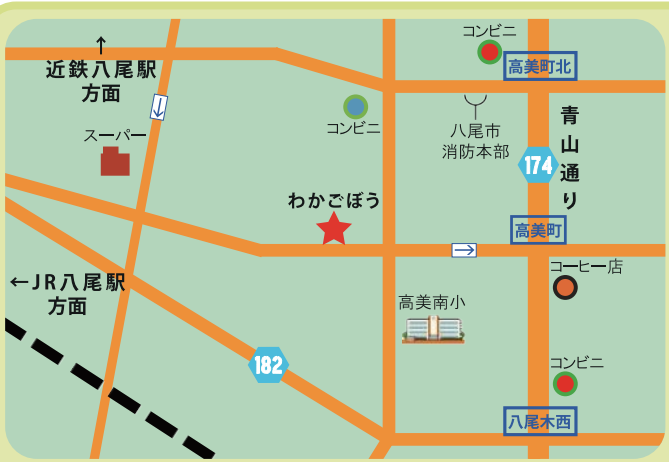 コンビニ
高美町北
↑
近鉄八尾駅
方面
コンビニ
八尾市
消防本部
青山通り
スーパー
174
わかごぼう
高美町
←JR八尾駅
方面
コーヒー店
高美南小
182
コンビニ
八尾木西